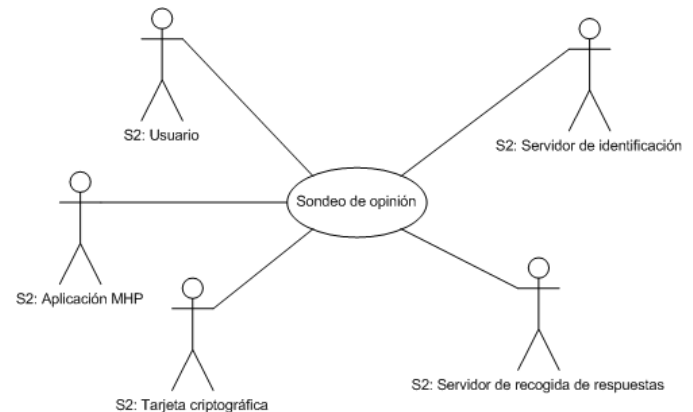 S2: Usuario
S2: Servidor de identificación
Sondeo de opinión
S2: Aplicación MHP
S2: Tarjeta criptográfica
S2: Servidor de recogida de respuestas